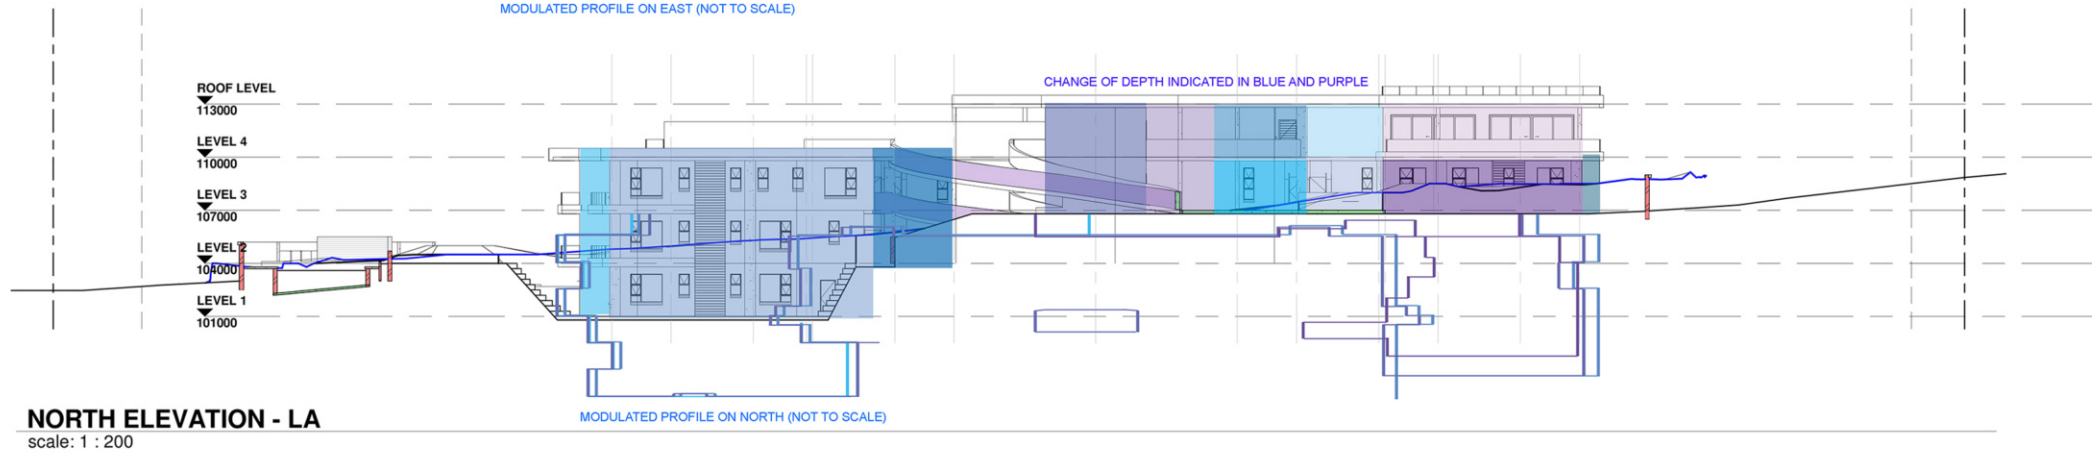 MODULATED PROFILE ON EAST (NOT TO SCALE)
CHANGE OF DEPTH INDICATED IN BLUE AND PURPLE
ROOF LEVEL
113000
LEVEL 4
110000
LEVEL 3
107000
LEVEL 2
104000
LEVEL 1
101000
MODULATED PROFILE ON NORTH (NOT TO SCALE)
NORTH ELEVATION - LA
scale: 1 : 200